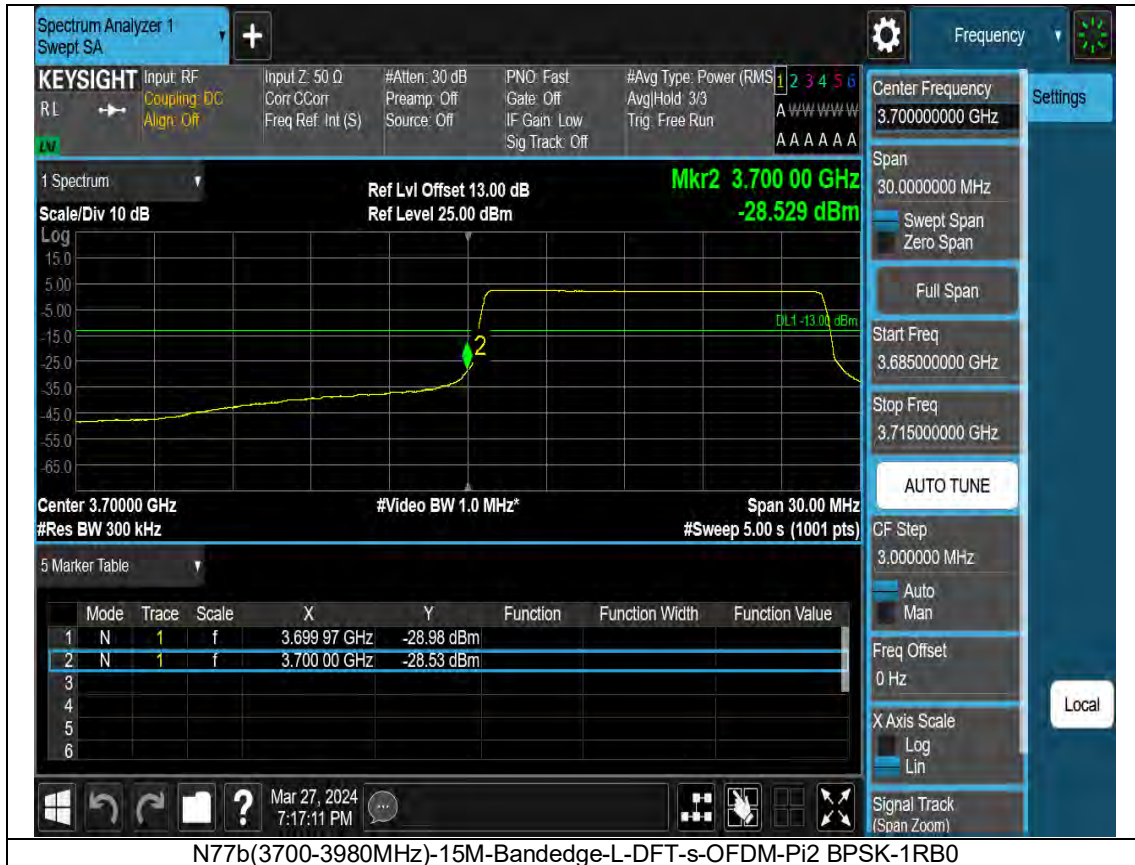 Spectrum Analyzer 1
Swept SA
Frequency
KEYSIGHT
RL
Input: RF
Coupling: DC
Align: Off
Input Z: 50 Ω
Corr CCorr
Freq Ref: Int (S)
#Atten: 30 dB
Preamp: Off
Source: Off
PNO: Fast
Gate: Off
IF Gain: Low
Sig Track: Off
#Avg Type: Power (RMS
Avg|Hold: 3/3
Trig: Free Run
1 2 3 4 5 6
A W W W W W
A A A A A A
1 Spectrum
Scale/Div 10 dB
Ref Lvl Offset 13.00 dB
Ref Level 25.00 dBm
Mkr2 3.700 00 GHz
-28.529 dBm
Log
15.0
5.00
-5.00
-15.0
-25.0
-35.0
-45.0
-55.0
-65.0
DL1 -13.00 dBm
2
Center 3.70000 GHz
#Video BW 1.0 MHz*
Span 30.00 MHz
#Res BW 300 kHz
#Sweep 5.00 s (1001 pts)
5 Marker Table
Mode Trace Scale X Y Function Function Width Function Value
1 N 1 f 3.699 97 GHz -28.98 dBm
2 N 1 f 3.700 00 GHz -28.53 dBm
3
4
5
6
Mar 27, 2024
7:17:11 PM
Center Frequency
3.700000000 GHz
Settings
Span
30.0000000 MHz
Swept Span
Zero Span
Full Span
Start Freq
3.685000000 GHz
Stop Freq
3.715000000 GHz
AUTO TUNE
CF Step
3.000000 MHz
Auto
Man
Freq Offset
0 Hz
X Axis Scale
Log
Lin
Local
Signal Track
(Span Zoom)
N77b(3700-3980MHz)-15M-Bandedge-L-DFT-s-OFDM-Pi2 BPSK-1RB0